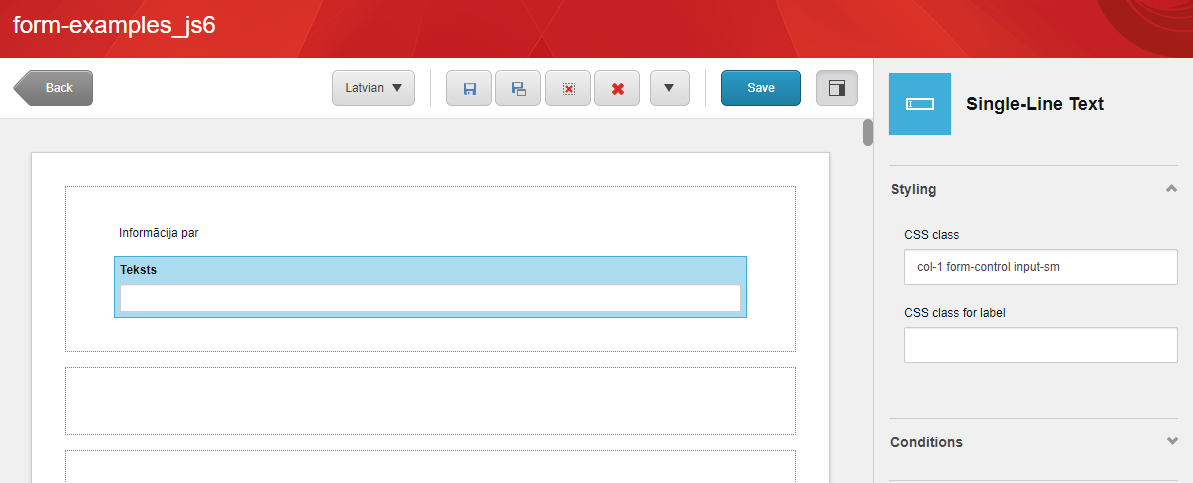 form-examples_js6
Back
Latvian
Save
Single-Line Text
Styling
CSS class
col-1 form-control input-sm
CSS class for label
Conditions
Informācija par
Teksts